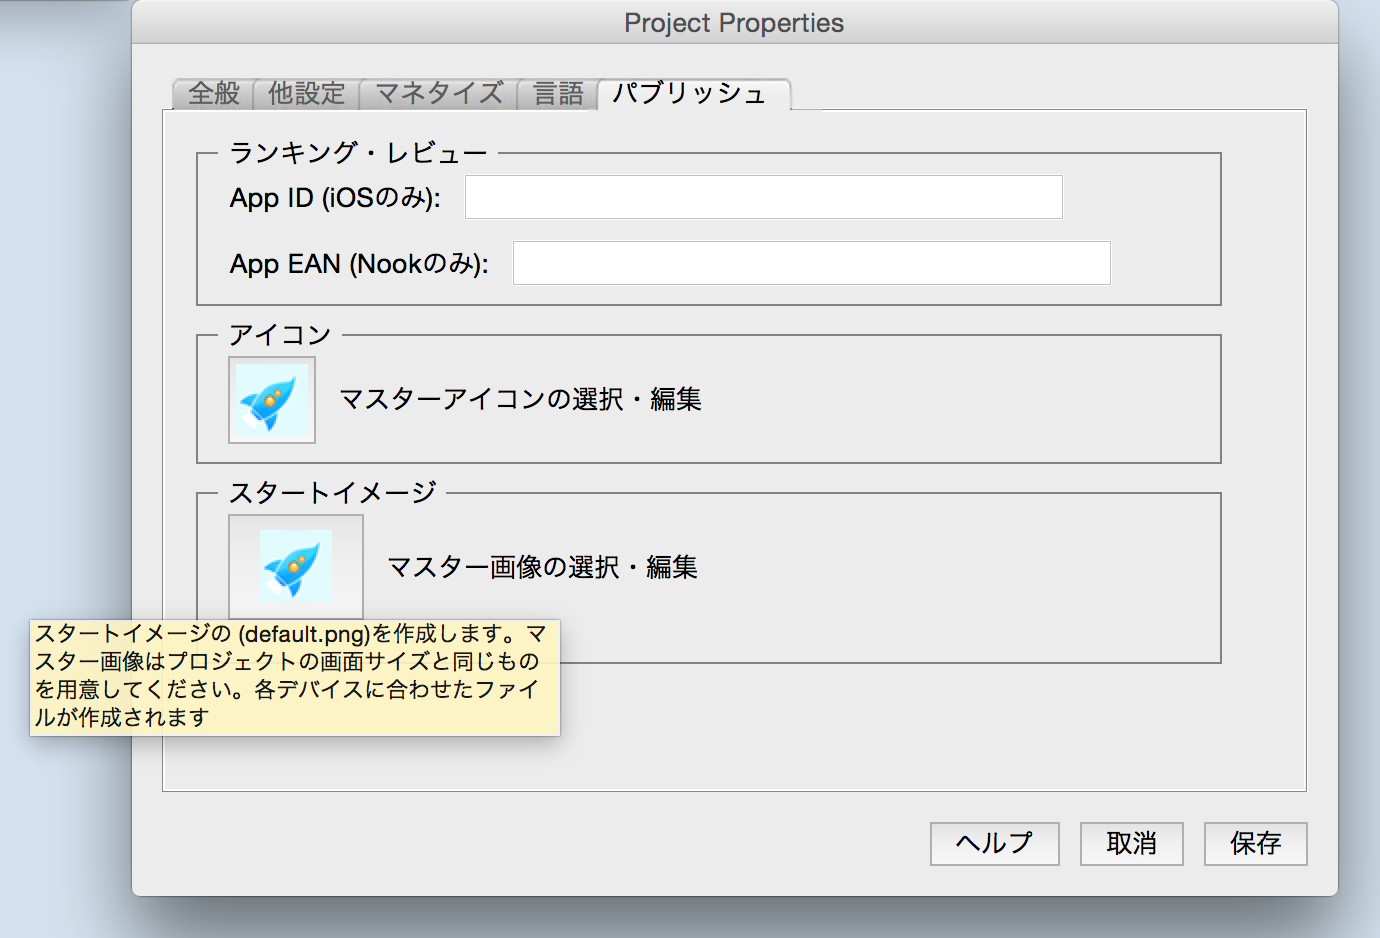 Project Properties
全般 他設定 マネタイズ 言語 パブリッシュ
ランキング・レビュー
App ID (iOSのみ):
App EAN (Nookのみ):
アイコン
マスターアイコンの選択・編集
スタートイメージ
マスター画像の選択・編集
スタートイメージの (default.png)を作成します。マ
スター画像はプロジェクトの画面サイズと同じもの
を用意してください。各デバイスに合わせたファイ
ルが作成されます
ヘルプ 取消 保存